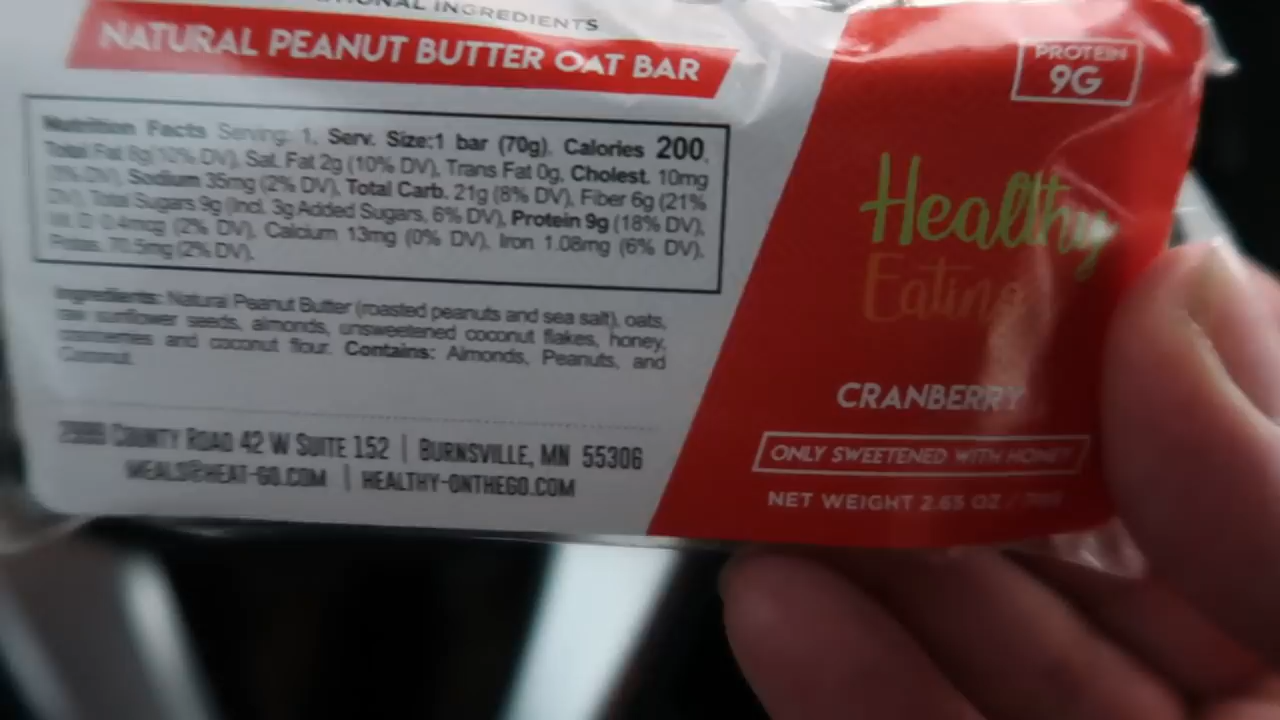 INGREDIENTS
NATURAL PEANUT BUTTER OAT BAR
Nutrition Facts Serving: 1, Serv. Size:1 bar (70g), Calories 200,
Total Fat 8g(10% DV), Sat. Fat 2g (10% DV), Trans Fat 0g, Cholest. 10mg
DV), Sodium 35mg (2% DV), Total Carb. 21g (8% DV), Fiber 6g (21%
DV), Total Sugars 9g (Incl. 3g Added Sugars, 6% DV), Protein 9g (18% DV),
Vit. D 0.4mcg (2% DV), Calcium 13mg (0% DV), Iron 1.08mg (6% DV),
Potas. 70.5mg (2% DV).
Ingredients: Natural Peanut Butter (roasted peanuts and sea salt), oats,
raw sunflower seeds, almonds, unsweetened coconut flakes, honey,
cranberries and coconut flour. Contains: Almonds, Peanuts, and
Coconut.
COUNTY ROAD 42 W SUITE 152 | BURNSVILLE, MN 55306
MEALS@HEAT-GO.COM | HEALTHY-ONTHEGO.COM
PROTEIN
9G
Healthy
Eating
CRANBERRY
ONLY SWEETENED WITH HONEY
NET WEIGHT 2.65 OZ /